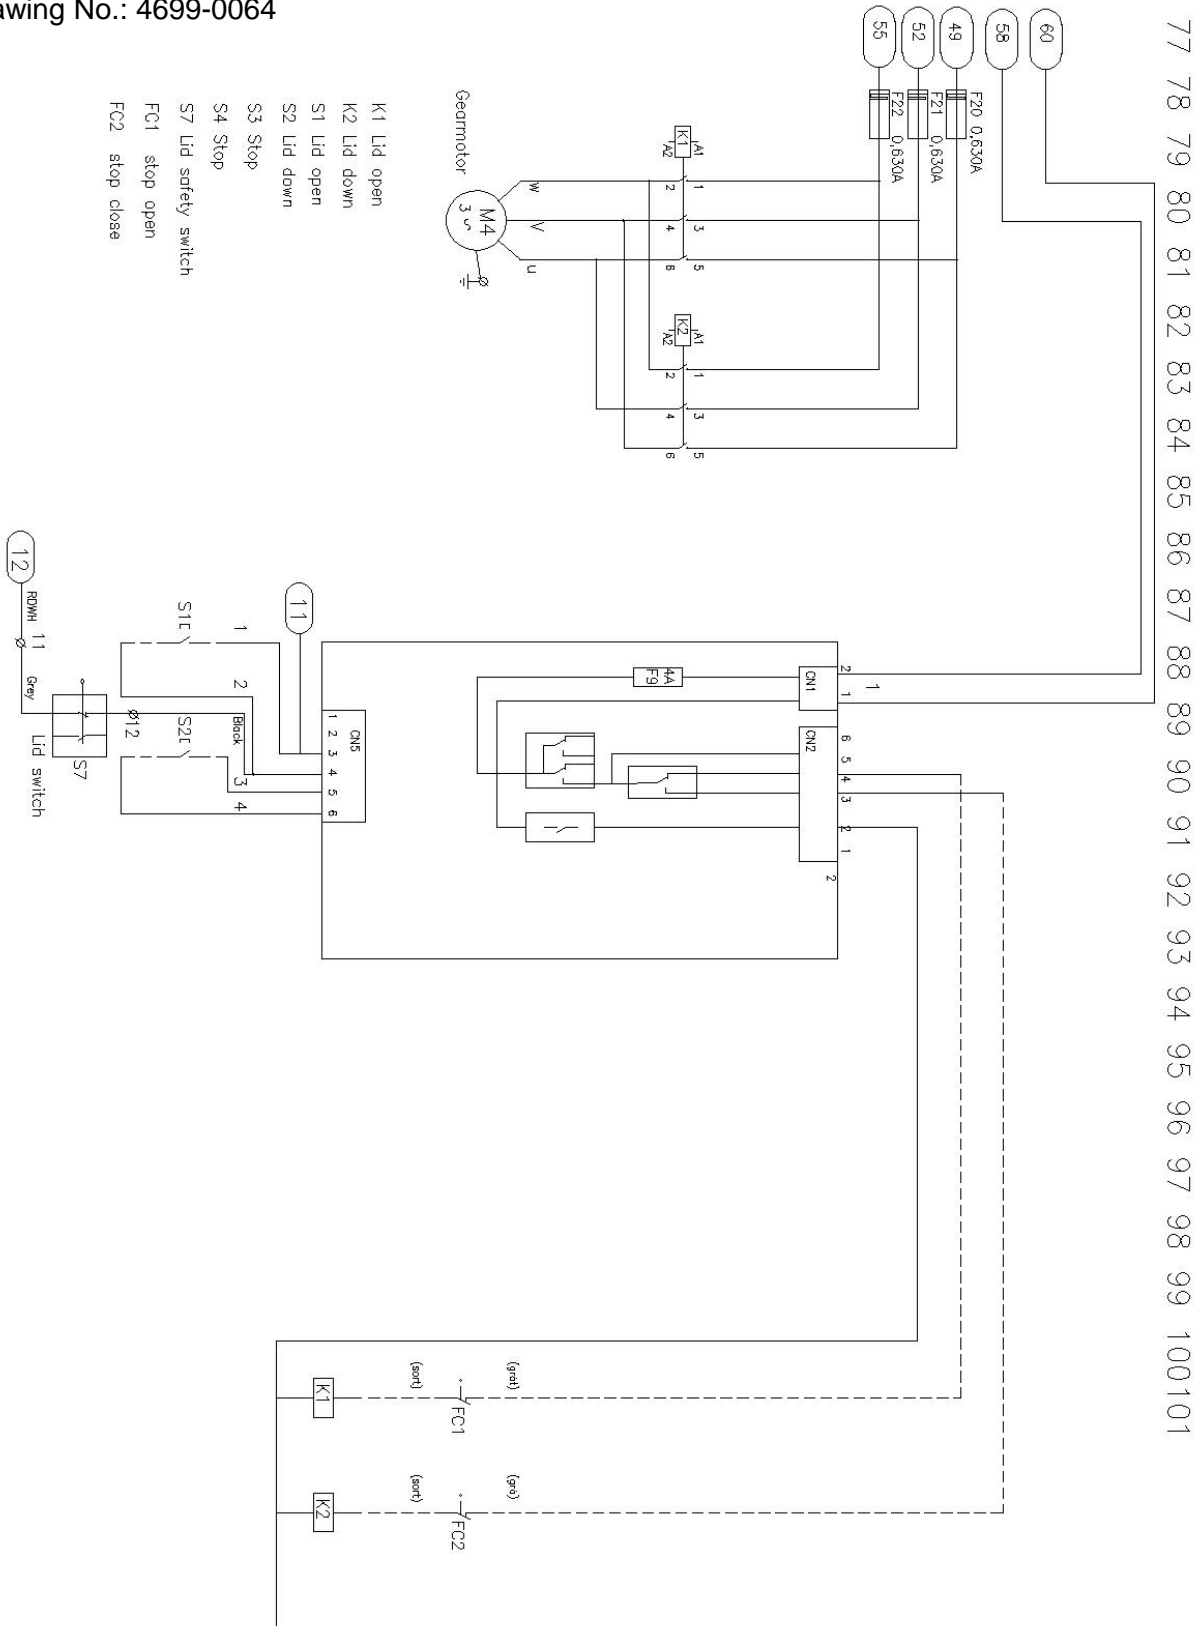 awing No.: 4699-0064
77 78 79 80 81 82 83 84 85 86 87 88 89 90 91 92 93 94 95 96 97 98 99 100 101
60
58
49
52
55
F20 0,630A
F21 0,630A
F22 0,630A
K1
A1
A2
1
2
3
4
5
6
K2
A1
A2
1
2
3
4
5
6
Gearmotor
M4
3 ~
W
V
U
K1 Lid open
K2 Lid down
S1 Lid open
S2 Lid down
S3 Stop
S4 Stop
S7 Lid safety switch
FC1 stop open
FC2 stop close
11
12
RDWH
11
Grey
S7
Lid switch
Ø12
Black
S1E
S2E
1
2
3
4
CN5
1
2
3
4
5
6
4A
F9
CN1
2
1
1
CN2
6
5
4
3
2
1
2
K1
(sort)
FC1
(gråt)
K2
(sort)
FC2
(grå)